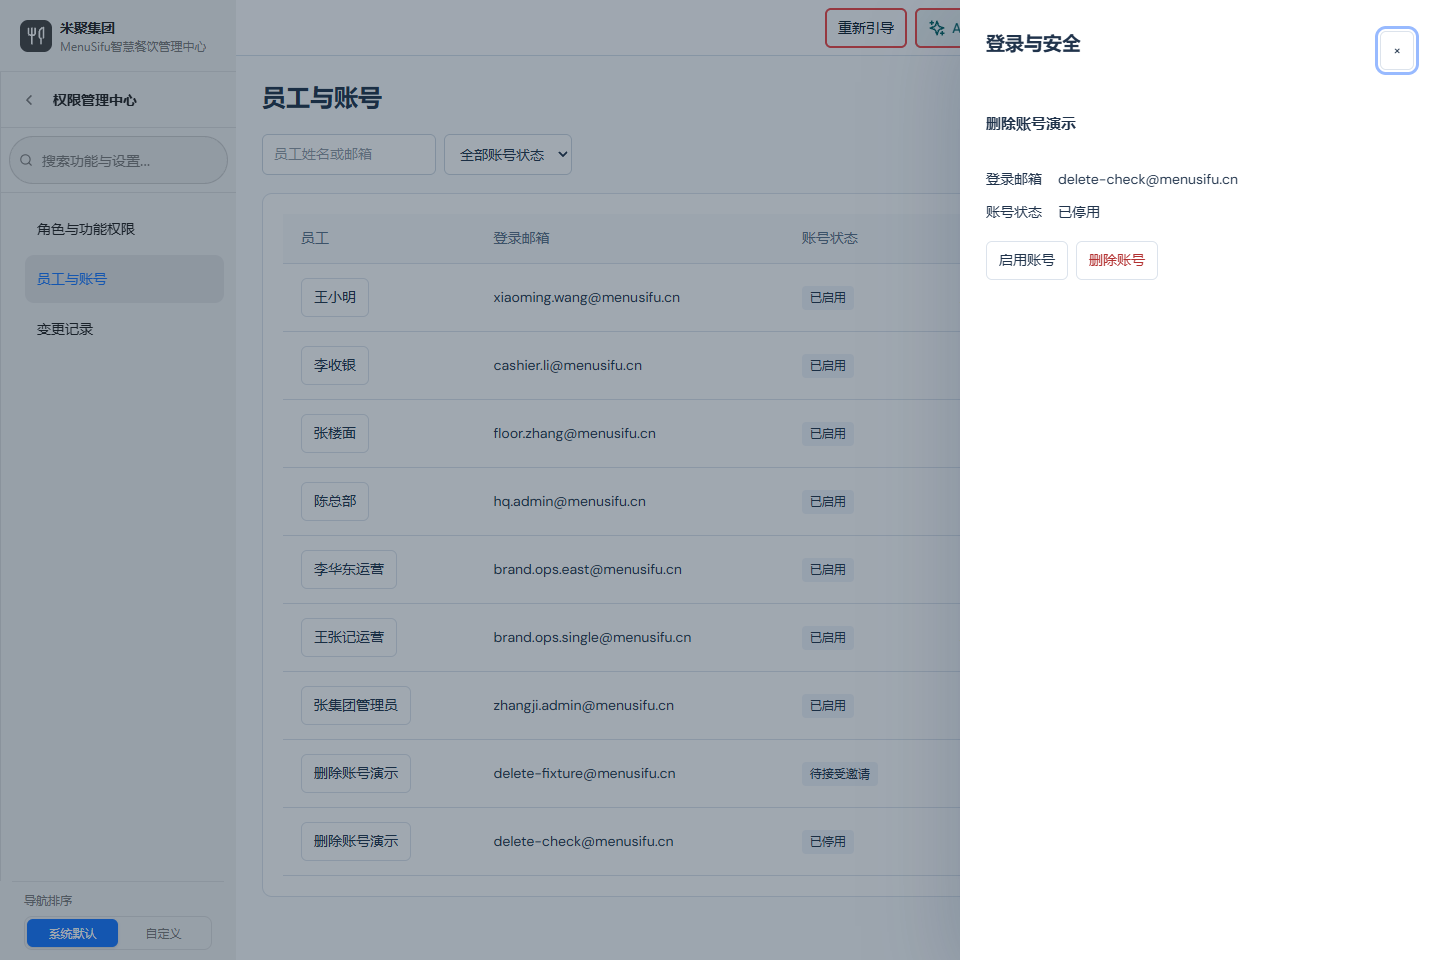 米聚集团
MenuSifu智慧餐饮管理中心
权限管理中心
搜索功能与设置...
角色与功能权限
员工与账号
变更记录
导航排序
系统默认 自定义
重新引导
员工与账号
员工姓名或邮箱 全部账号状态
员工 登录邮箱 账号状态
王小明 xiaoming.wang@menusifu.cn 已启用
李收银 cashier.li@menusifu.cn 已启用
张楼面 floor.zhang@menusifu.cn 已启用
陈总部 hq.admin@menusifu.cn 已启用
李华东运营 brand.ops.east@menusifu.cn 已启用
王张记运营 brand.ops.single@menusifu.cn 已启用
张集团管理员 zhangji.admin@menusifu.cn 已启用
删除账号演示 delete-fixture@menusifu.cn 待接受邀请
删除账号演示 delete-check@menusifu.cn 已停用
登录与安全
×
删除账号演示
登录邮箱 delete-check@menusifu.cn
账号状态 已停用
启用账号 删除账号